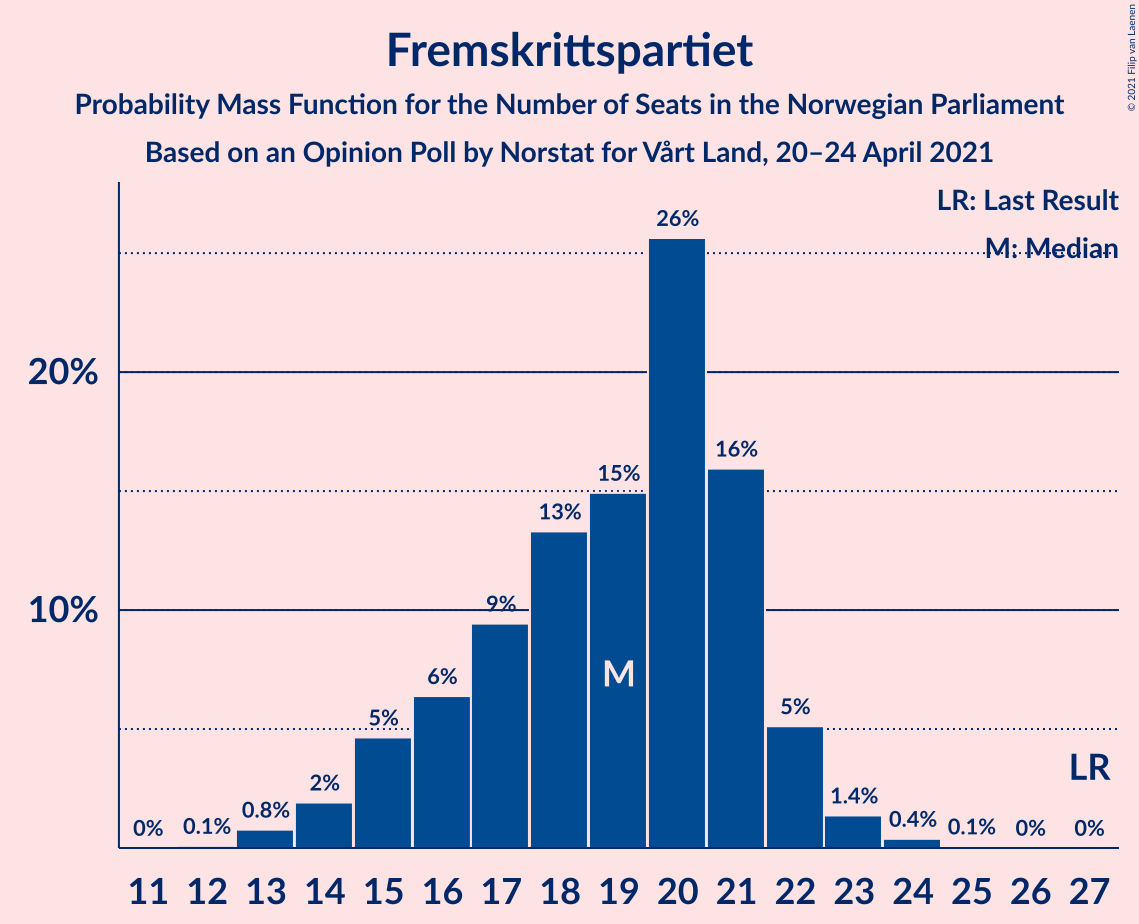 Fremskrittspartiet
Probability Mass Function for the Number of Seats in the Norwegian Parliament
Based on an Opinion Poll by Norstat for Vårt Land, 20–24 April 2021
© 2021 Filip van Laenen
LR: Last Result
M: Median
20%
10%
0%
0.1%
0.8%
2%
5%
6%
9%
13%
15%
26%
16%
5%
1.4%
0.4%
0.1%
0%
0%
M
LR
11 12 13 14 15 16 17 18 19 20 21 22 23 24 25 26 27